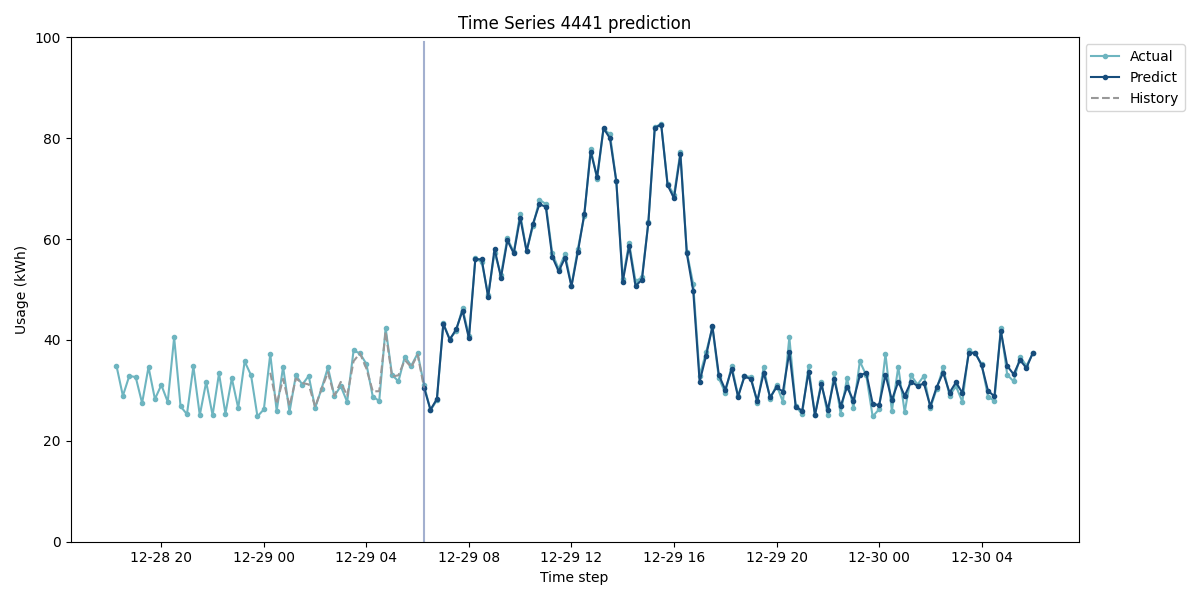 Time Series 4441 prediction
100
80
60
40
20
0
Usage (kWh)
12-28 20
12-29 00
12-29 04
12-29 08
12-29 12
12-29 16
12-29 20
12-30 00
12-30 04
Time step
Actual
Predict
History